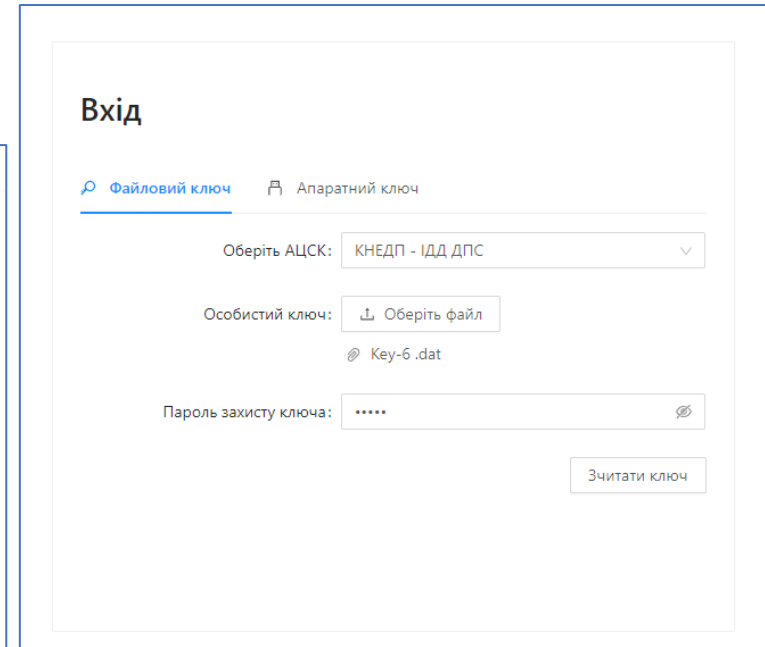 Вхід
Файловий ключ Апаратний ключ
Оберіть АЦСК: КНЕДП - ІДД ДПС
Особистий ключ: Оберіть файл
Key-6 .dat
Пароль захисту ключа: •••••
Зчитати ключ